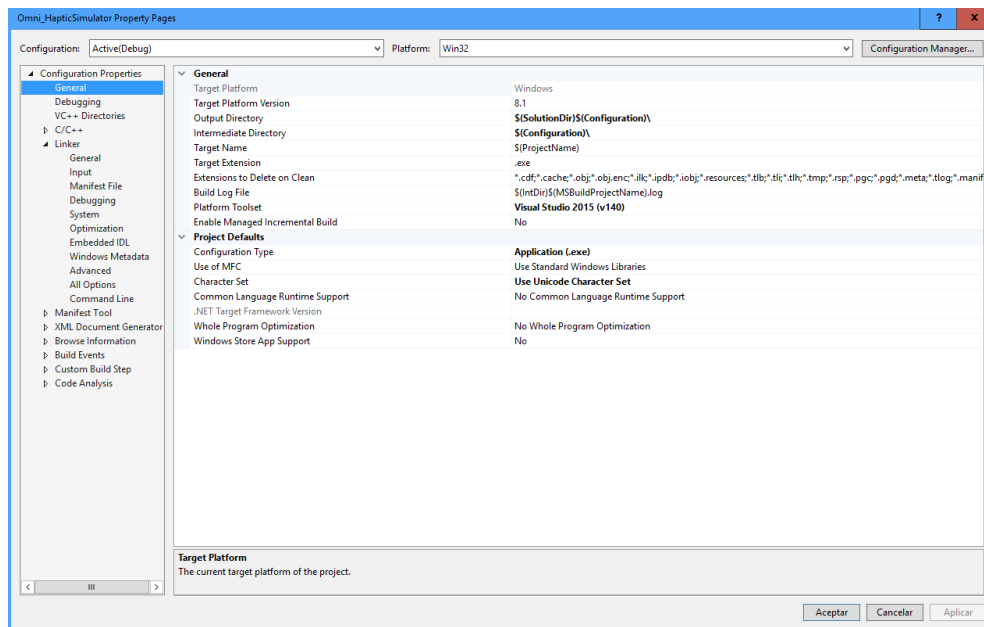 Omni_HapticSimulator Property Pages
? x
Configuration: Active(Debug) Platform: Win32 Configuration Manager...
Configuration Properties
General
Debugging
VC++ Directories
C/C++
Linker
General
Input
Manifest File
Debugging
System
Optimization
Embedded IDL
Windows Metadata
Advanced
All Options
Command Line
Manifest Tool
XML Document Generator
Browse Information
Build Events
Custom Build Step
Code Analysis
General
Target Platform Windows
Target Platform Version 8.1
Output Directory $(SolutionDir)$(Configuration)\
Intermediate Directory $(Configuration)\
Target Name $(ProjectName)
Target Extension .exe
Extensions to Delete on Clean *.cdf;*.cache;*.obj;*.obj.enc;*.ilk;*.ipdb;*.iobj;*.resources;*.tlb;*.tli;*.tlh;*.tmp;*.rsp;*.pgc;*.pgd;*.meta;*.tlog;*.manif
Build Log File $(IntDir)$(MSBuildProjectName).log
Platform Toolset Visual Studio 2015 (v140)
Enable Managed Incremental Build No
Project Defaults
Configuration Type Application (.exe)
Use of MFC Use Standard Windows Libraries
Character Set Use Unicode Character Set
Common Language Runtime Support No Common Language Runtime Support
.NET Target Framework Version
Whole Program Optimization No Whole Program Optimization
Windows Store App Support No
Target Platform
The current target platform of the project.
Aceptar Cancelar Aplicar